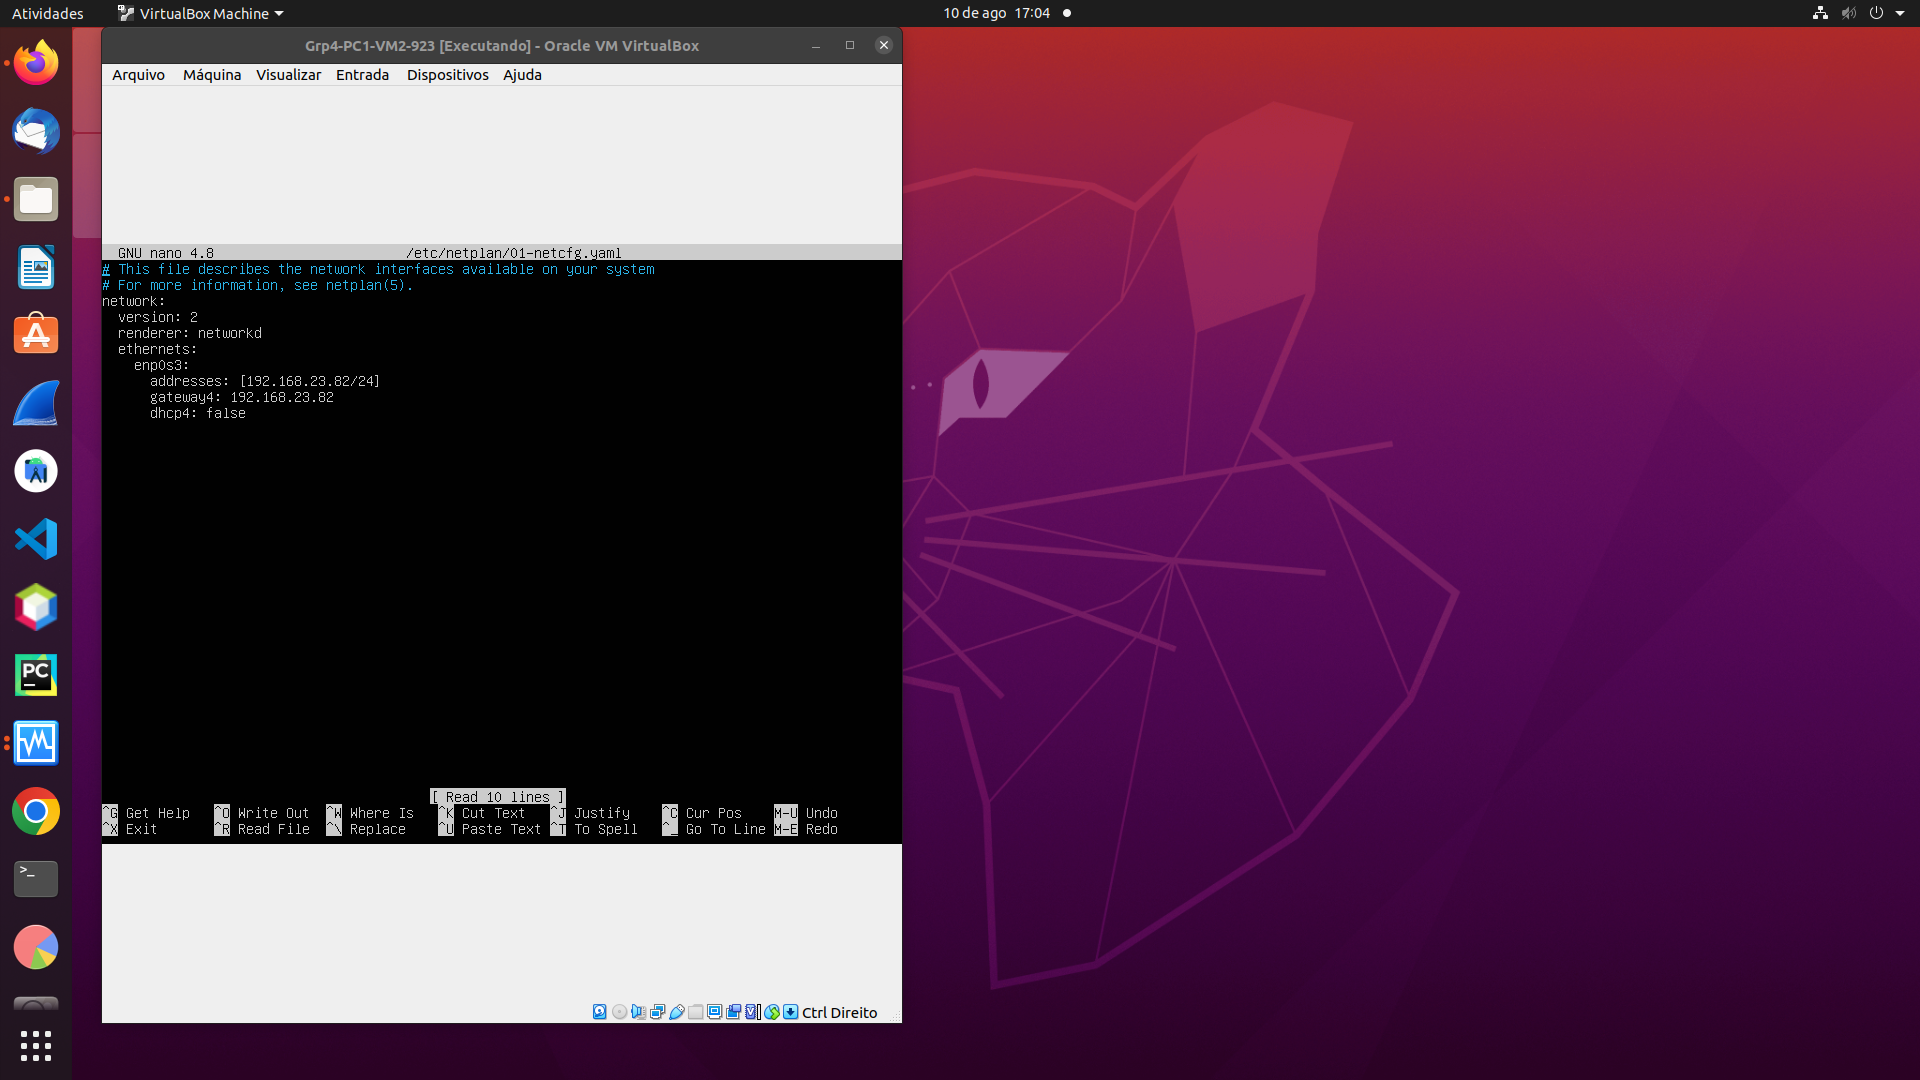 Atividades
VirtualBox Machine
10 de ago 17:04
Grp4-PC1-VM2-923 [Executando] - Oracle VM VirtualBox
Arquivo Máquina Visualizar Entrada Dispositivos Ajuda
GNU nano 4.8 /etc/netplan/01-netcfg.yaml
# This file describes the network interfaces available on your system
# For more information, see netplan(5).
network:
version: 2
renderer: networkd
ethernets:
enp0s3:
addresses: [192.168.23.82/24]
gateway4: 192.168.23.82
dhcp4: false
[ Read 10 lines ]
^G Get Help ^O Write Out ^W Where Is ^K Cut Text ^J Justify ^C Cur Pos M-U Undo
^X Exit ^R Read File ^\ Replace ^U Paste Text ^T To Spell ^_ Go To Line M-E Redo
PC
>_
Ctrl Direito